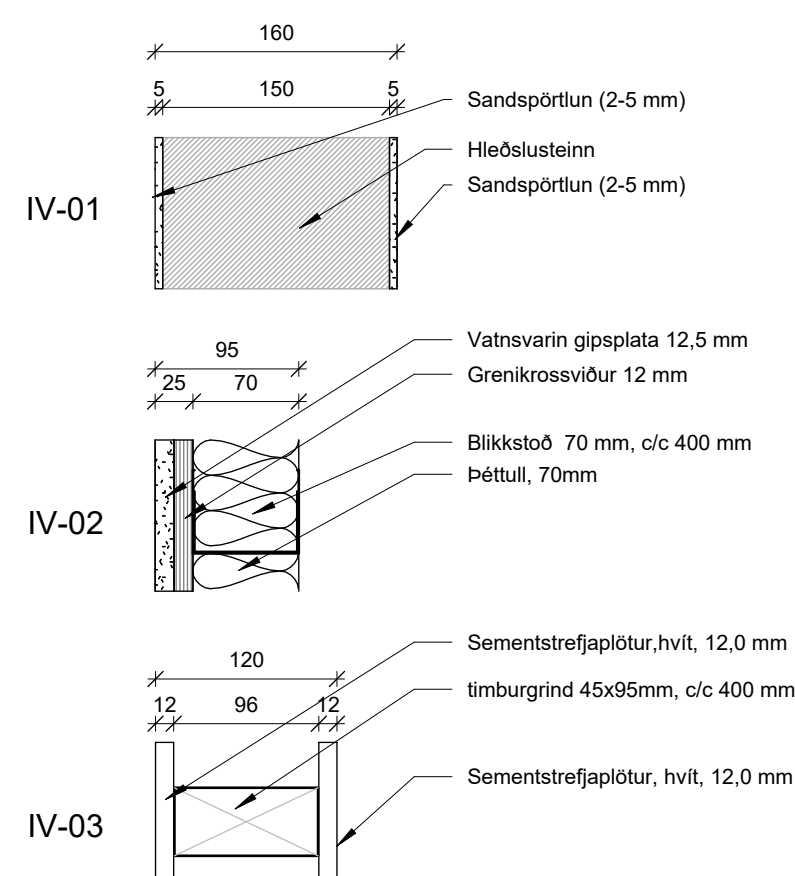 160
5 150 5
Sandspörtlun (2-5 mm)
Hleðslusteinn
Sandspörtlun (2-5 mm)
IV-01
95
25 70
Vatnsvarin gipsplata 12,5 mm
Grenikrossviður 12 mm
Blikkstoð 70 mm, c/c 400 mm
Þéttull, 70mm
IV-02
120
12 96 12
Sementstrefjaplötur,hvít, 12,0 mm
timburgrind 45x95mm, c/c 400 mm
Sementstrefjaplötur, hvít, 12,0 mm
IV-03